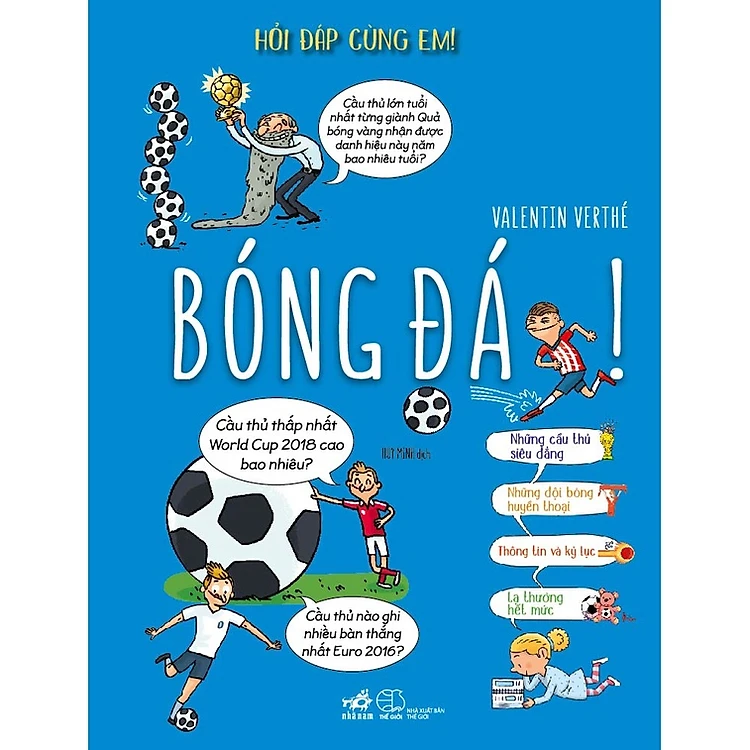 HỎI ĐÁP CÙNG EM!
Cầu thủ lớn tuổi
nhất từng giành Quả
bóng vàng nhận được
danh hiệu này năm
bao nhiêu tuổi?
VALENTIN VERTHÉ
BÓNG ĐÁ !
Cầu thủ thấp nhất
World Cup 2018 cao
bao nhiêu?
HUY MINH dịch
Những cầu thủ
siêu đẳng
Những đội bóng
huyền thoại
Thông tin và kỷ lục
Lạ thường
hết mức
Cầu thủ nào ghi
nhiều bàn thắng
nhất Euro 2016?
nhã nam
THẾ GIỚI
NHÀ XUẤT BẢN
THẾ GIỚI